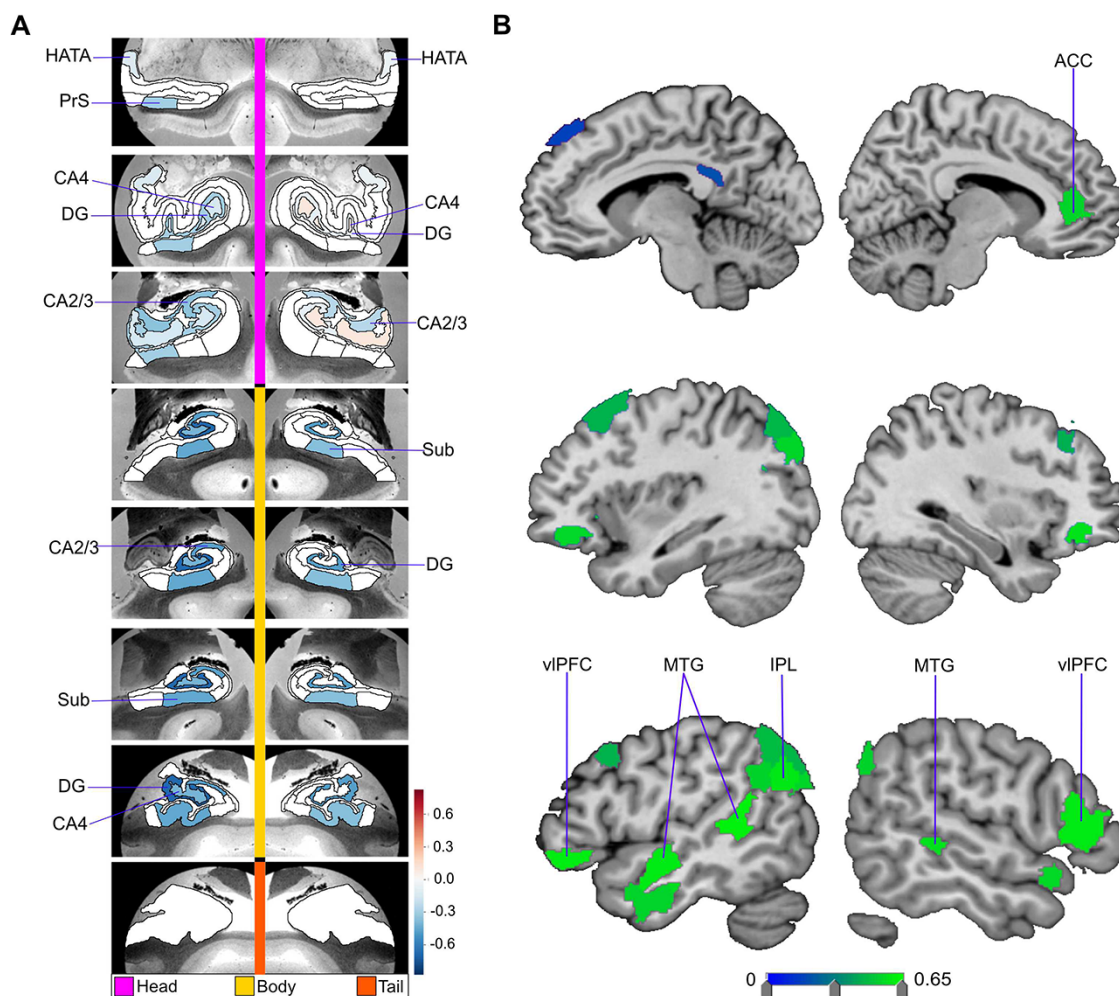 A
HATA
HATA
PrS
CA4
DG
CA4
DG
CA2/3
CA2/3
Sub
CA2/3
DG
Sub
DG
CA4
0.6
0.3
0.0
-0.3
-0.6
Head
Body
Tail
B
ACC
vlPFC
MTG
IPL
MTG
vlPFC
0
0.65